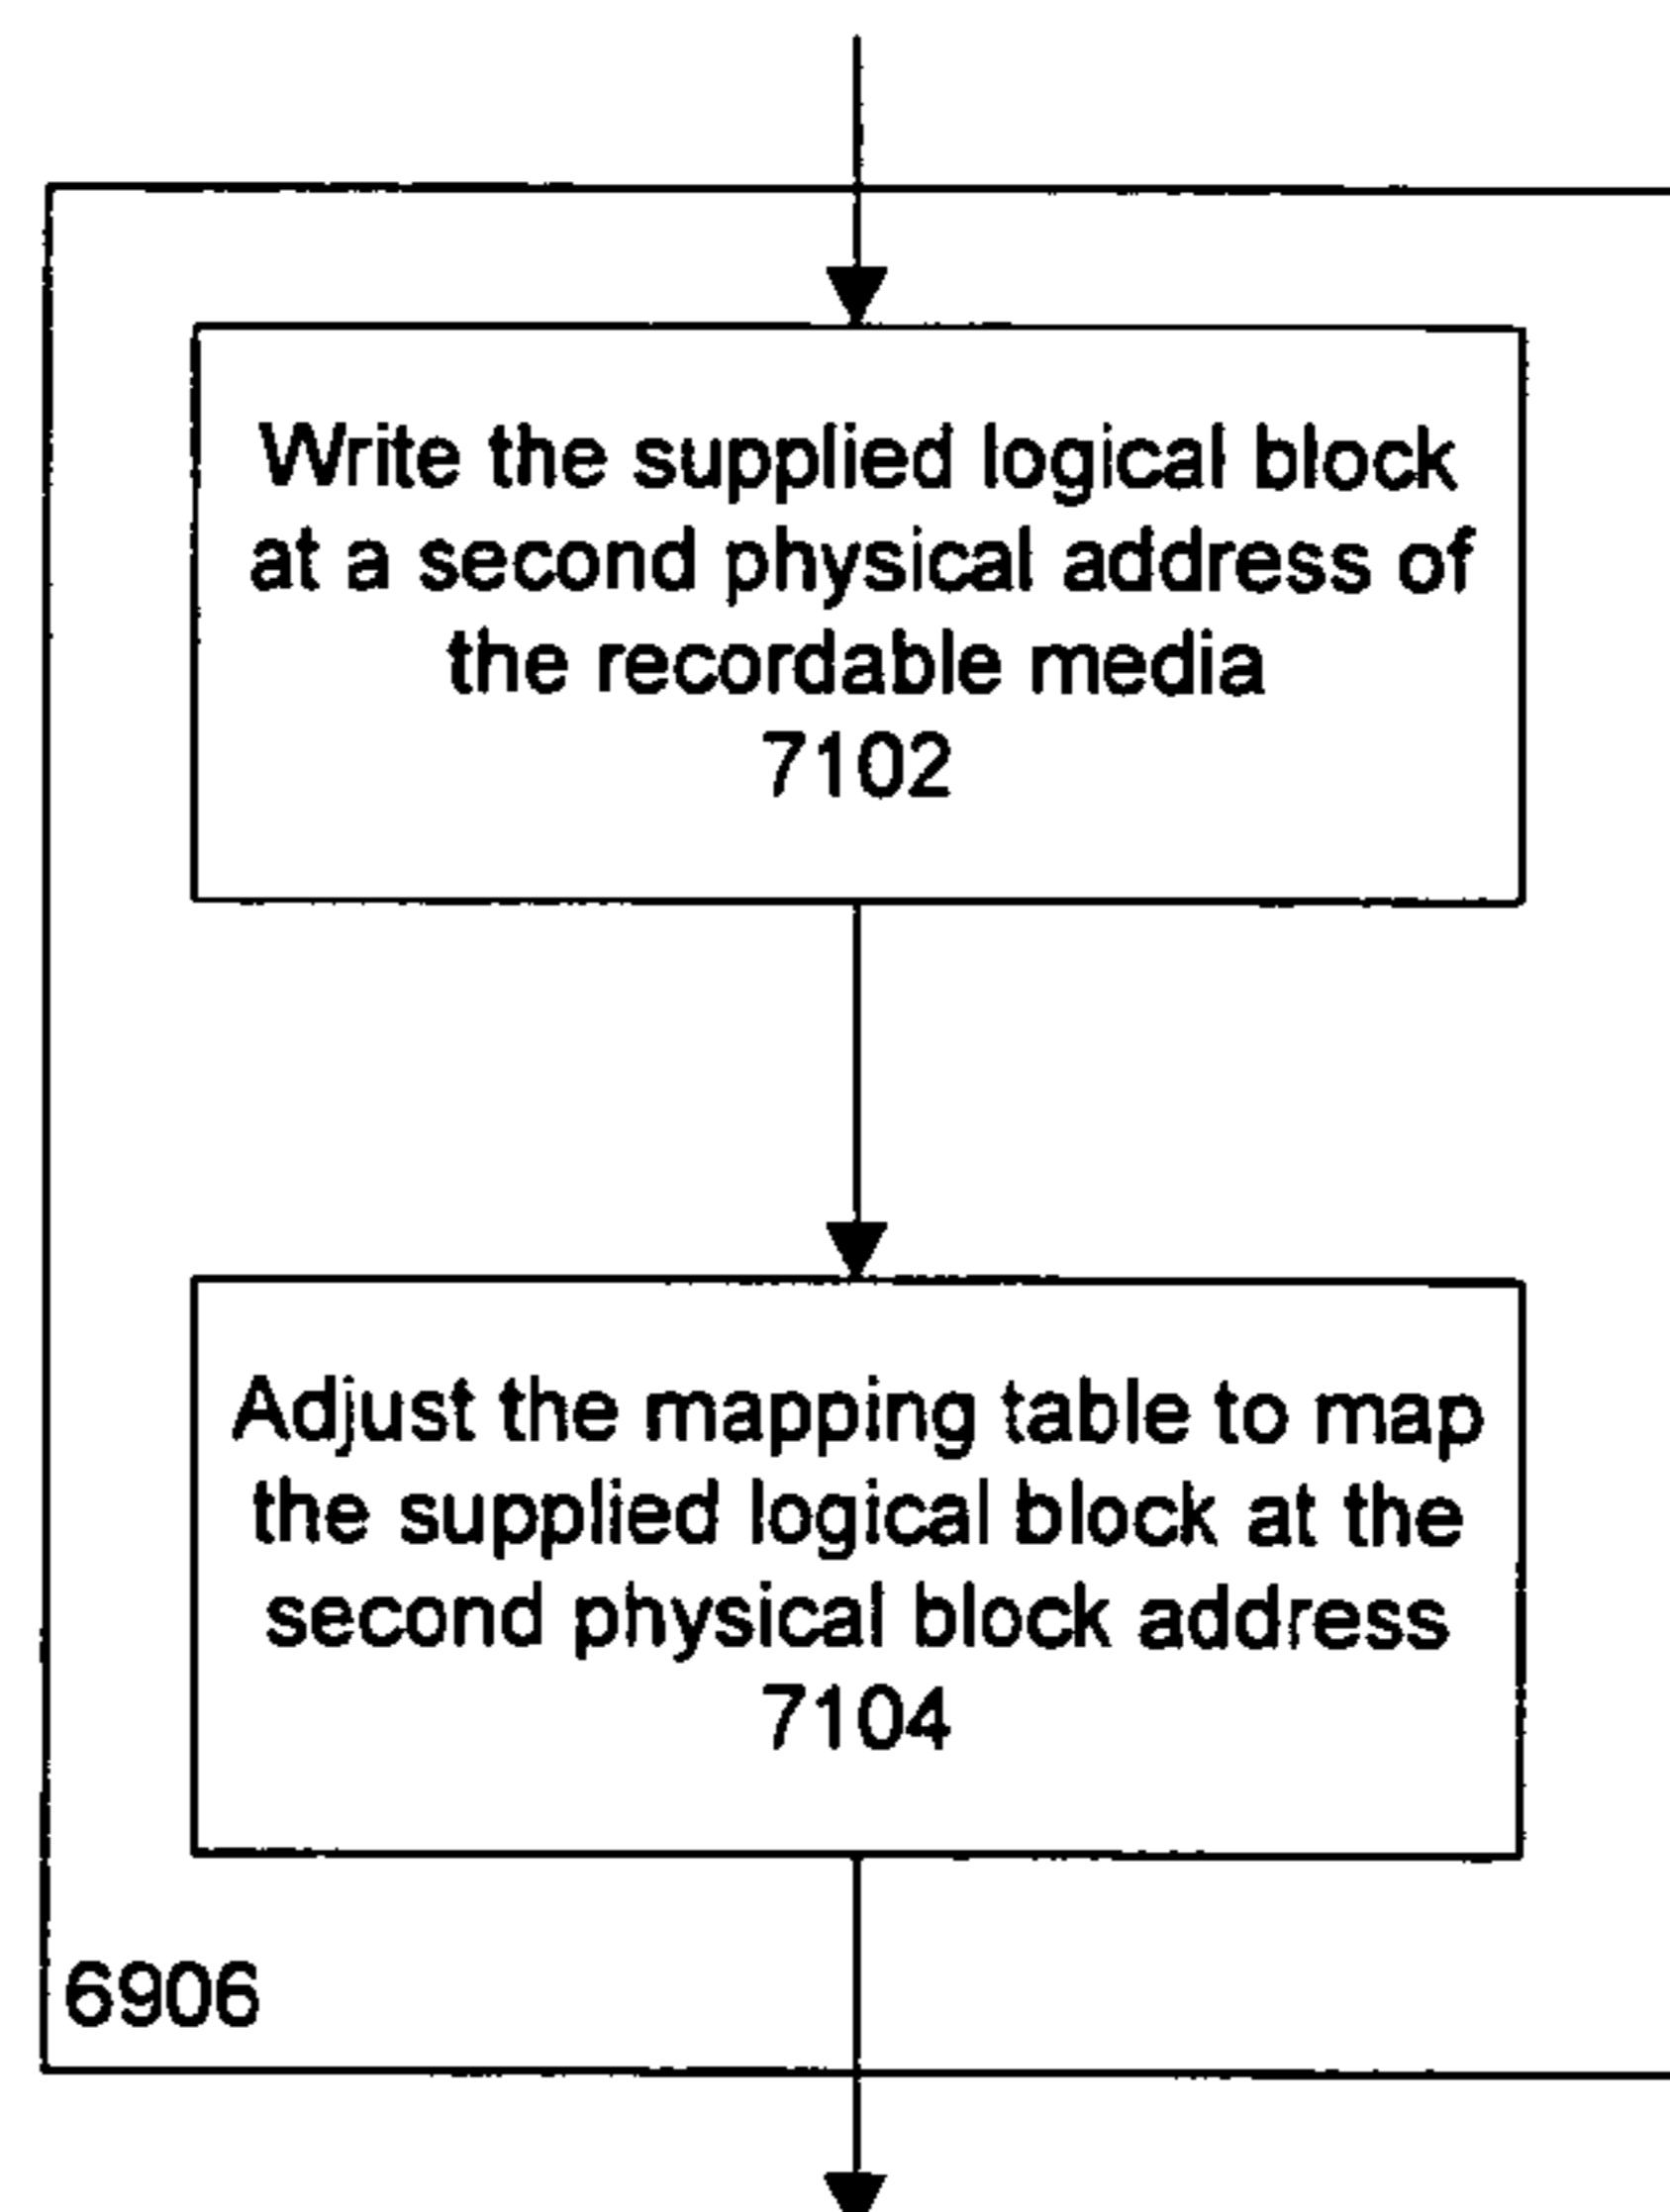 Write the supplied logical block
at a second physical address of
the recordable media
7102
Adjust the mapping table to map
the supplied logical block at the
second physical block address
7104
6906